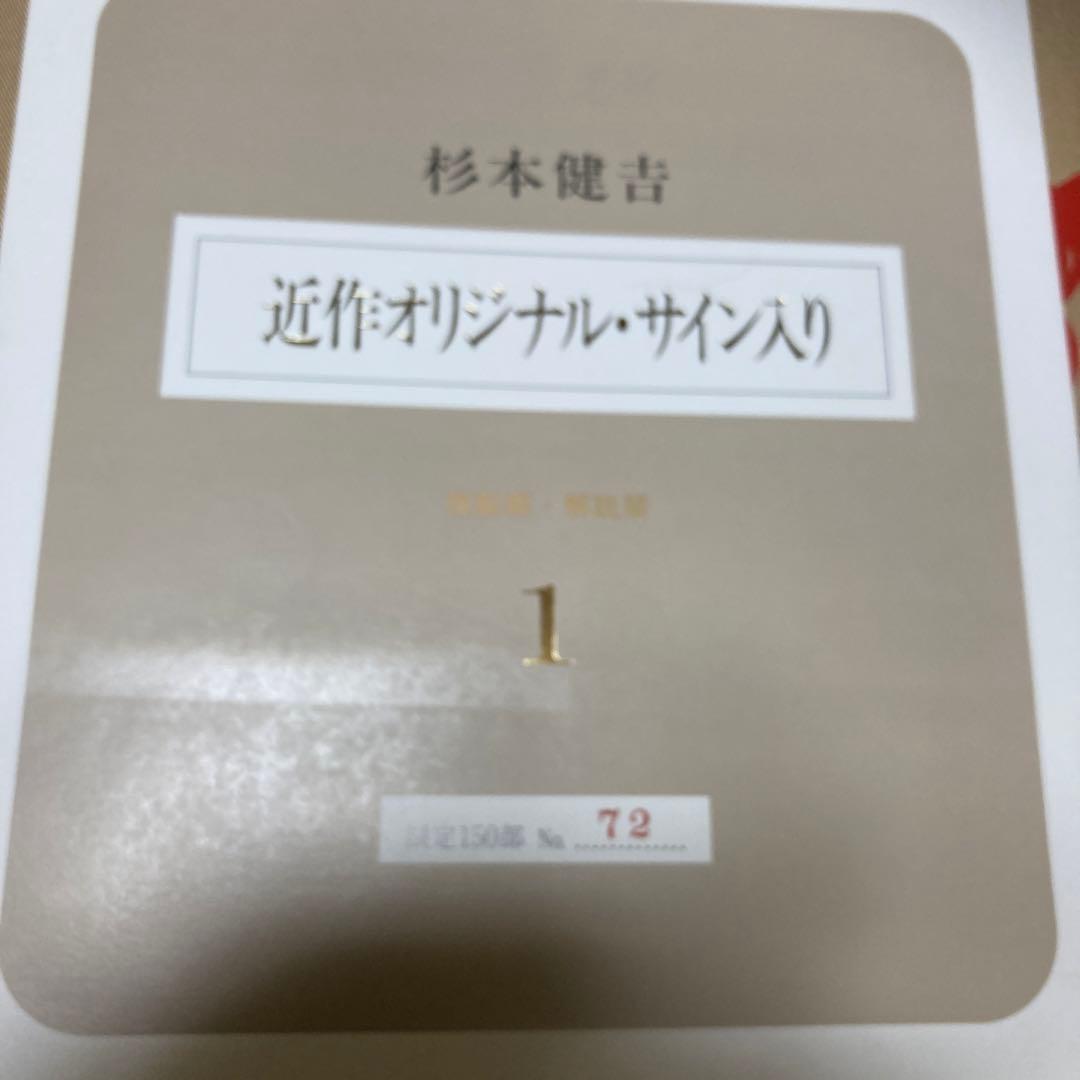 杉本健吉
近作オリジナル・サイン入り
1
限定150部 No. 72